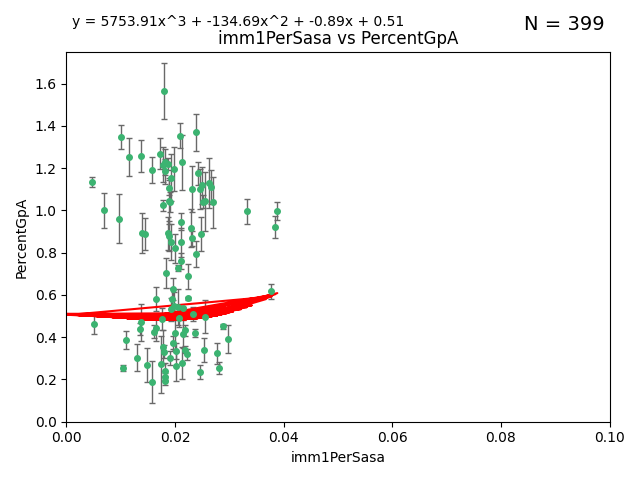 y = 5753.91x^3 + -134.69x^2 + -0.89x + 0.51
N = 399
imm1PerSasa vs PercentGpA
PercentGpA
1.6
1.4
1.2
1.0
0.8
0.6
0.4
0.2
0.0
0.00 0.02 0.04 0.06 0.08 0.10
imm1PerSasa